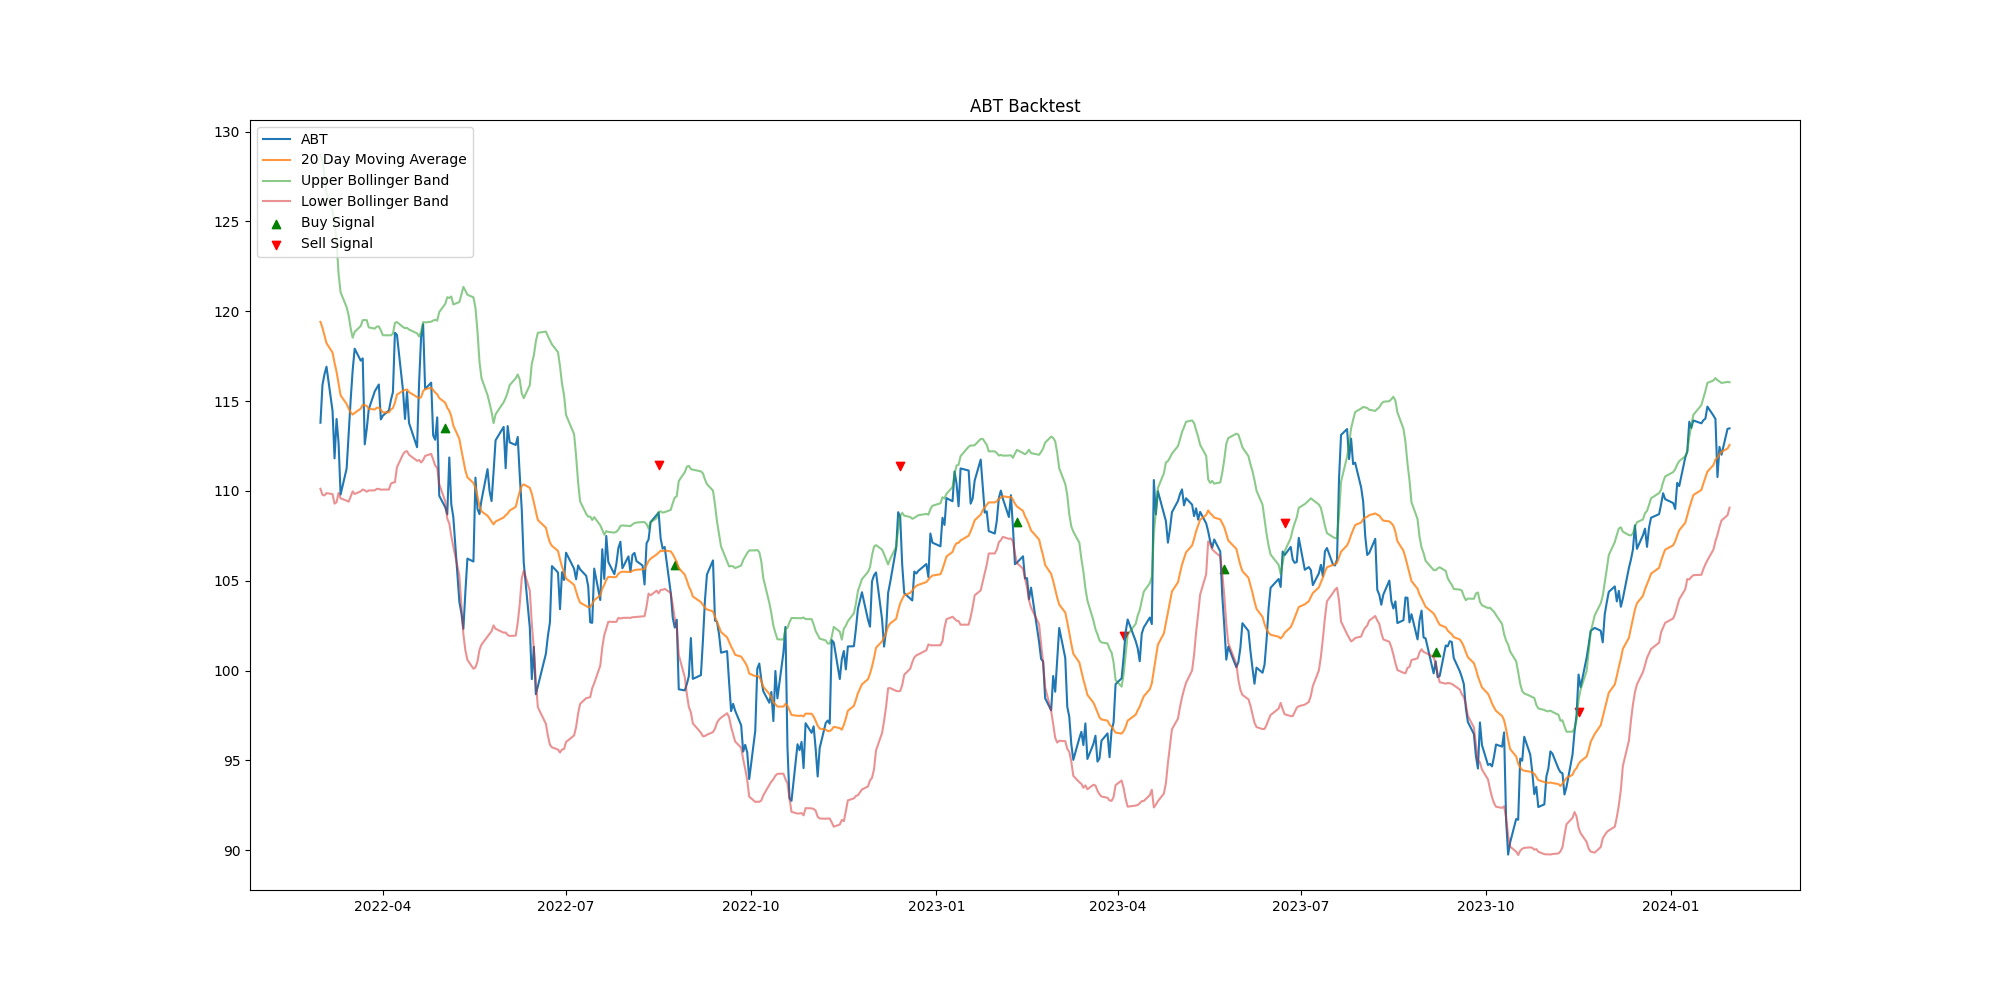 ABT Backtest
ABT
20 Day Moving Average
Upper Bollinger Band
Lower Bollinger Band
Buy Signal
Sell Signal
130
125
120
115
110
105
100
95
90
2022-04 2022-07 2022-10 2023-01 2023-04 2023-07 2023-10 2024-01